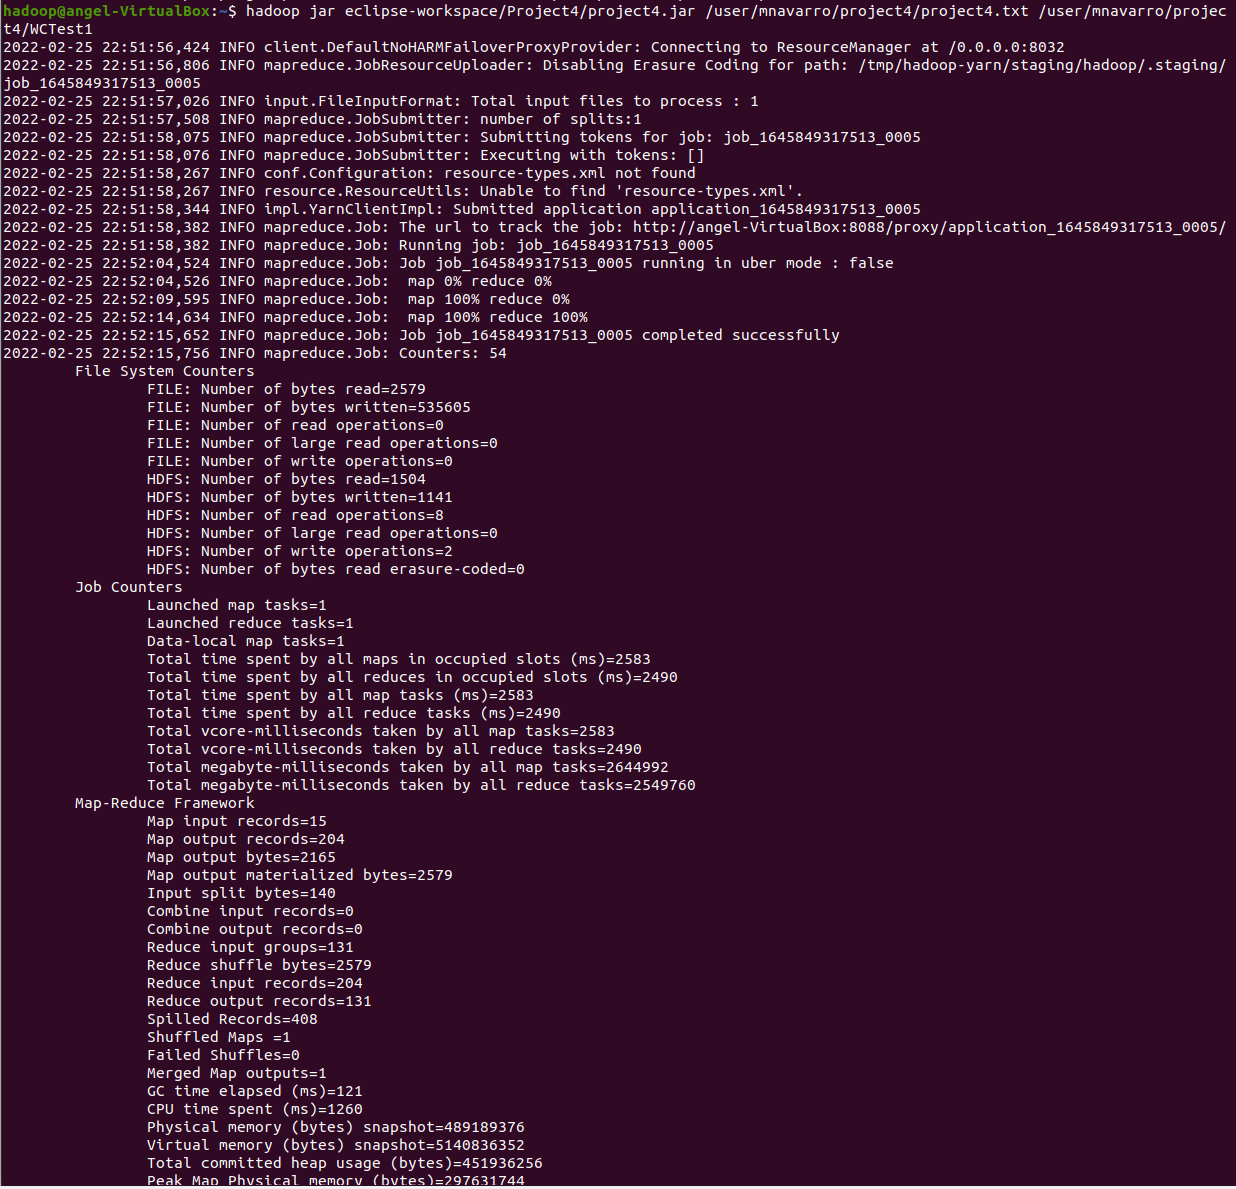 hadoop@angel-VirtualBox:~$ hadoop jar eclipse-workspace/Project4/project4.jar /user/mnavarro/project4/project4.txt /user/mnavarro/projec
t4/WCTest1
2022-02-25 22:51:56,424 INFO client.DefaultNoHARMFailoverProxyProvider: Connecting to ResourceManager at /0.0.0.0:8032
2022-02-25 22:51:56,806 INFO mapreduce.JobResourceUploader: Disabling Erasure Coding for path: /tmp/hadoop-yarn/staging/hadoop/.staging/
job_1645849317513_0005
2022-02-25 22:51:57,026 INFO input.FileInputFormat: Total input files to process : 1
2022-02-25 22:51:57,508 INFO mapreduce.JobSubmitter: number of splits:1
2022-02-25 22:51:58,075 INFO mapreduce.JobSubmitter: Submitting tokens for job: job_1645849317513_0005
2022-02-25 22:51:58,076 INFO mapreduce.JobSubmitter: Executing with tokens: []
2022-02-25 22:51:58,267 INFO conf.Configuration: resource-types.xml not found
2022-02-25 22:51:58,267 INFO resource.ResourceUtils: Unable to find 'resource-types.xml'.
2022-02-25 22:51:58,344 INFO impl.YarnClientImpl: Submitted application application_1645849317513_0005
2022-02-25 22:51:58,382 INFO mapreduce.Job: The url to track the job: http://angel-VirtualBox:8088/proxy/application_1645849317513_0005/
2022-02-25 22:51:58,382 INFO mapreduce.Job: Running job: job_1645849317513_0005
2022-02-25 22:52:04,524 INFO mapreduce.Job: Job job_1645849317513_0005 running in uber mode : false
2022-02-25 22:52:04,526 INFO mapreduce.Job:  map 0% reduce 0%
2022-02-25 22:52:09,595 INFO mapreduce.Job:  map 100% reduce 0%
2022-02-25 22:52:14,634 INFO mapreduce.Job:  map 100% reduce 100%
2022-02-25 22:52:15,652 INFO mapreduce.Job: Job job_1645849317513_0005 completed successfully
2022-02-25 22:52:15,756 INFO mapreduce.Job: Counters: 54
File System Counters
FILE: Number of bytes read=2579
FILE: Number of bytes written=535605
FILE: Number of read operations=0
FILE: Number of large read operations=0
FILE: Number of write operations=0
HDFS: Number of bytes read=1504
HDFS: Number of bytes written=1141
HDFS: Number of read operations=8
HDFS: Number of large read operations=0
HDFS: Number of write operations=2
HDFS: Number of bytes read erasure-coded=0
Job Counters
Launched map tasks=1
Launched reduce tasks=1
Data-local map tasks=1
Total time spent by all maps in occupied slots (ms)=2583
Total time spent by all reduces in occupied slots (ms)=2490
Total time spent by all map tasks (ms)=2583
Total time spent by all reduce tasks (ms)=2490
Total vcore-milliseconds taken by all map tasks=2583
Total vcore-milliseconds taken by all reduce tasks=2490
Total megabyte-milliseconds taken by all map tasks=2644992
Total megabyte-milliseconds taken by all reduce tasks=2549760
Map-Reduce Framework
Map input records=15
Map output records=204
Map output bytes=2165
Map output materialized bytes=2579
Input split bytes=140
Combine input records=0
Combine output records=0
Reduce input groups=131
Reduce shuffle bytes=2579
Reduce input records=204
Reduce output records=131
Spilled Records=408
Shuffled Maps =1
Failed Shuffles=0
Merged Map outputs=1
GC time elapsed (ms)=121
CPU time spent (ms)=1260
Physical memory (bytes) snapshot=489189376
Virtual memory (bytes) snapshot=5140836352
Total committed heap usage (bytes)=451936256
Peak Map Physical memory (bytes)=297631744